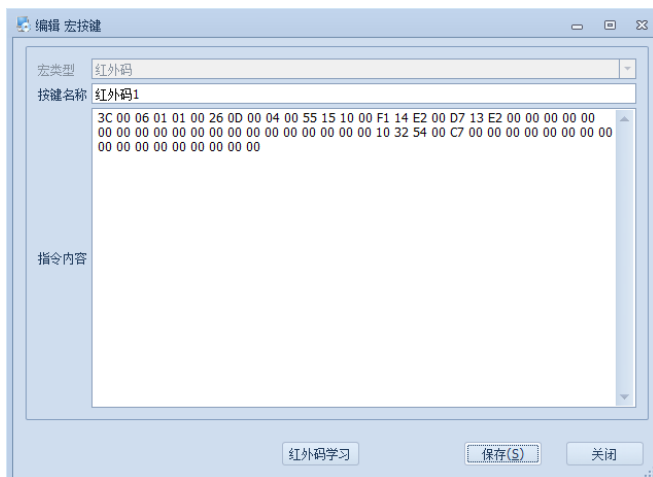 编辑 宏按键
宏类型 红外码
按键名称 红外码1
3C 00 06 01 01 00 26 0D 00 04 00 55 15 10 00 F1 14 E2 00 D7 13 E2 00 00 00 00 00
00 00 00 00 00 00 00 00 00 00 00 00 00 00 00 10 32 54 00 C7 00 00 00 00 00 00 00 00
00 00 00 00 00 00 00 00 00
指令内容
红外码学习 保存(S) 关闭